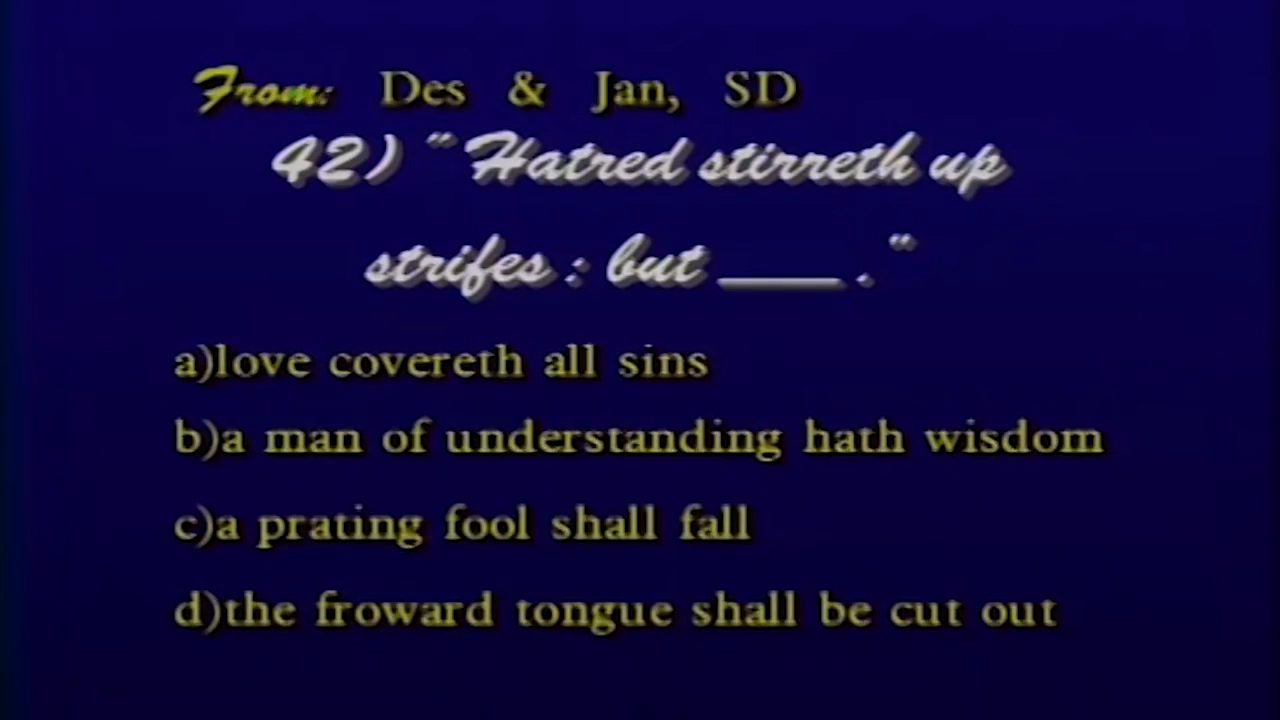 From: Des & Jan, SD
42) "Hatred stirreth up
strifes : but ____ ."
a)love covereth all sins
b)a man of understanding hath wisdom
c)a prating fool shall fall
d)the froward tongue shall be cut out